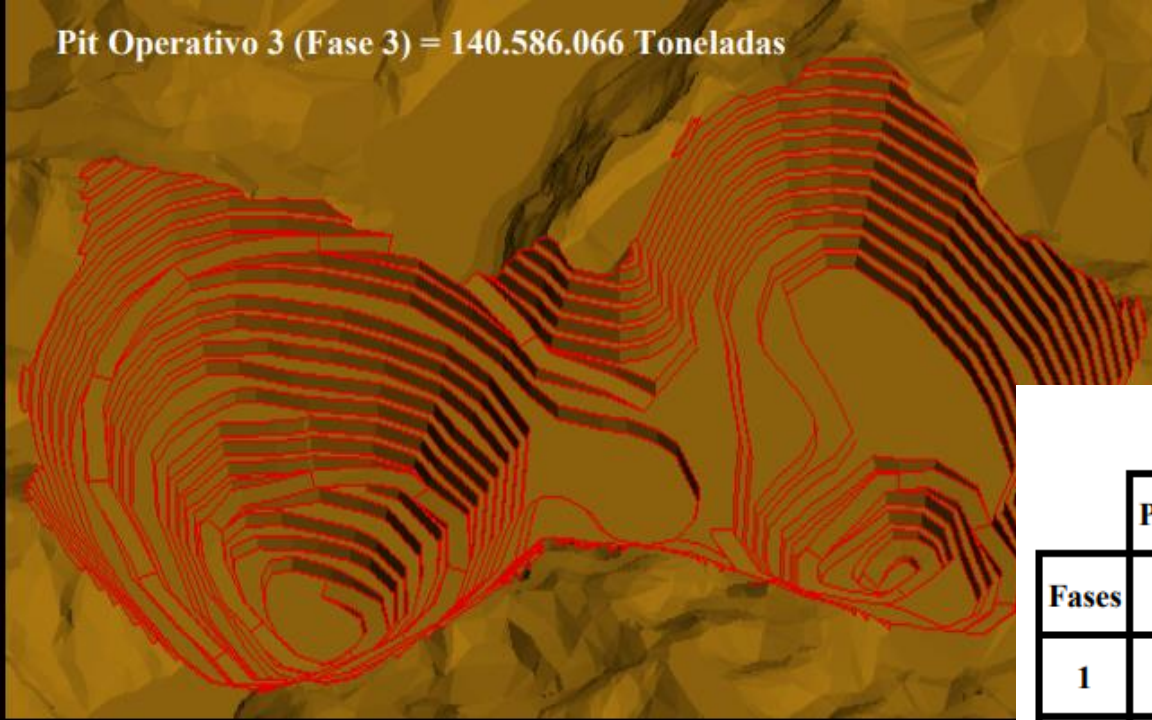 Pit Operativo 3 (Fase 3) = 140.586.066 Toneladas
P
Fases
1